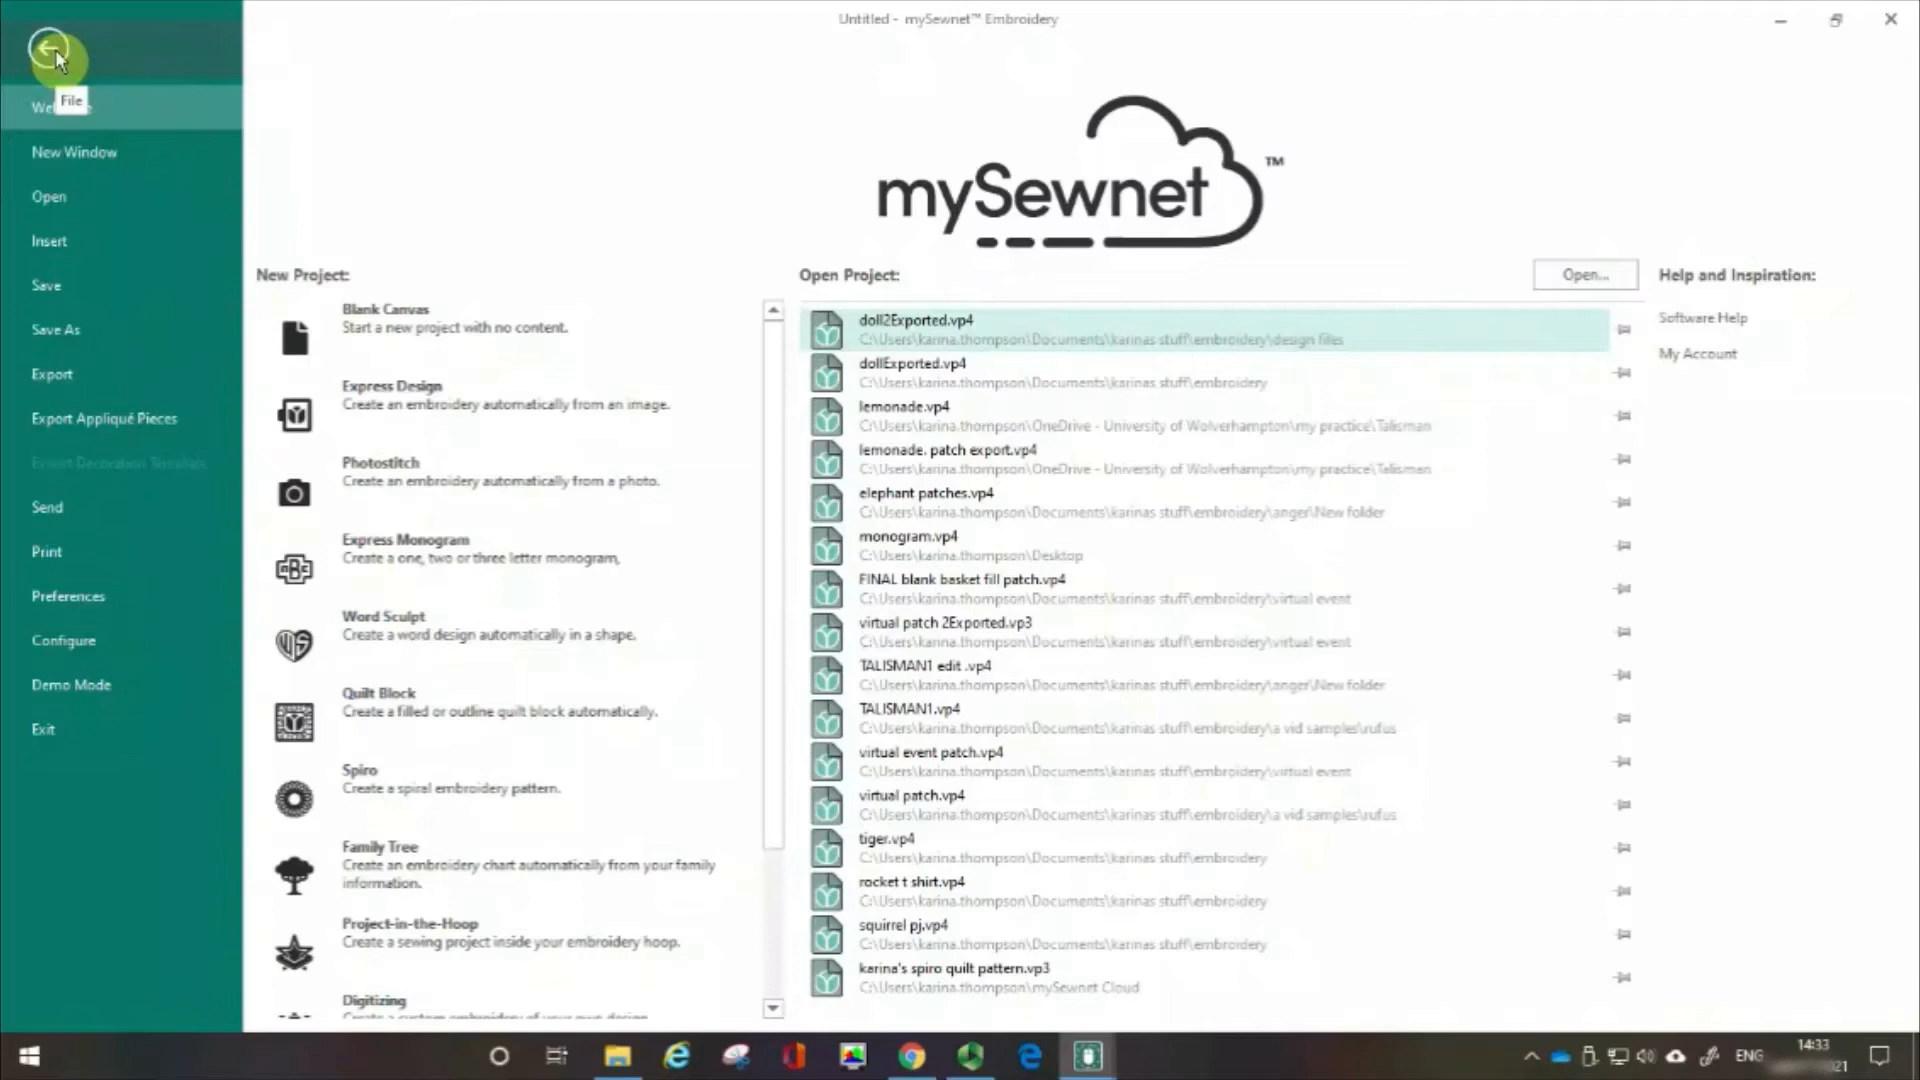 Untitled - mySewnet™ Embroidery
File
New Window
Open
Insert
Save
Save As
Export
Export Appliqué Pieces
Export Decoration Template
Send
Print
Preferences
Configure
Demo Mode
Exit
mySewnet™
New Project:
Blank Canvas
Start a new project with no content.
Express Design
Create an embroidery automatically from an image.
Photostitch
Create an embroidery automatically from a photo.
Express Monogram
Create a one, two or three letter monogram,
Word Sculpt
Create a word design automatically in a shape.
Quilt Block
Create a filled or outline quilt block automatically.
Spiro
Create a spiral embroidery pattern.
Family Tree
Create an embroidery chart automatically from your family
information.
Project-in-the-Hoop
Create a sewing project inside your embroidery hoop.
Digitizing
Create a custom embroidery of your own design
Open Project:
Open...
doll2Exported.vp4
C:\Users\karina.thompson\Documents\karinas stuff\embroidery\design files
dollExported.vp4
C:\Users\karina.thompson\Documents\karinas stuff\embroidery
lemonade.vp4
C:\Users\karina.thompson\OneDrive - University of Wolverhampton\my practice\Talisman
lemonade. patch export.vp4
C:\Users\karina.thompson\OneDrive - University of Wolverhampton\my practice\Talisman
elephant patches.vp4
C:\Users\karina.thompson\Documents\karinas stuff\embroidery\anger\New folder
monogram.vp4
C:\Users\karina.thompson\Desktop
FINAL blank basket fill patch.vp4
C:\Users\karina.thompson\Documents\karinas stuff\embroidery\virtual event
virtual patch 2Exported.vp3
C:\Users\karina.thompson\Documents\karinas stuff\embroidery\virtual event
TALISMAN1 edit .vp4
C:\Users\karina.thompson\Documents\karinas stuff\embroidery\anger\New folder
TALISMAN1.vp4
C:\Users\karina.thompson\Documents\karinas stuff\embroidery\a vid samples\rufus
virtual event patch.vp4
C:\Users\karina.thompson\Documents\karinas stuff\embroidery\virtual event
virtual patch.vp4
C:\Users\karina.thompson\Documents\karinas stuff\embroidery\a vid samples\rufus
tiger.vp4
C:\Users\karina.thompson\Documents\karinas stuff\embroidery
rocket t shirt.vp4
C:\Users\karina.thompson\Documents\karinas stuff\embroidery
squirrel pj.vp4
C:\Users\karina.thompson\Documents\karinas stuff\embroidery
karina's spiro quilt pattern.vp3
C:\Users\karina.thompson\mySewnet Cloud
Help and Inspiration:
Software Help
My Account
ENG
14:33